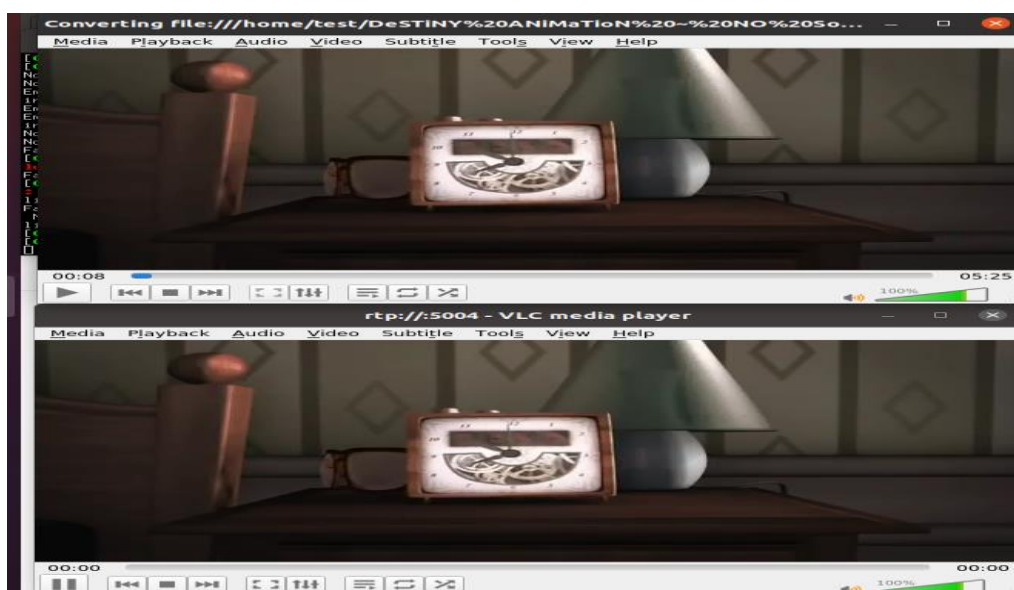 Converting file:///home/test/DeSTiNY%20ANiMaTioN%20~%20NO%20So...
Media Playback Audio Video Subtitle Tools View Help
00:08 05:25
100%
rtp://:5004 - VLC media player
Media Playback Audio Video Subtitle Tools View Help
00:00 00:00
100%